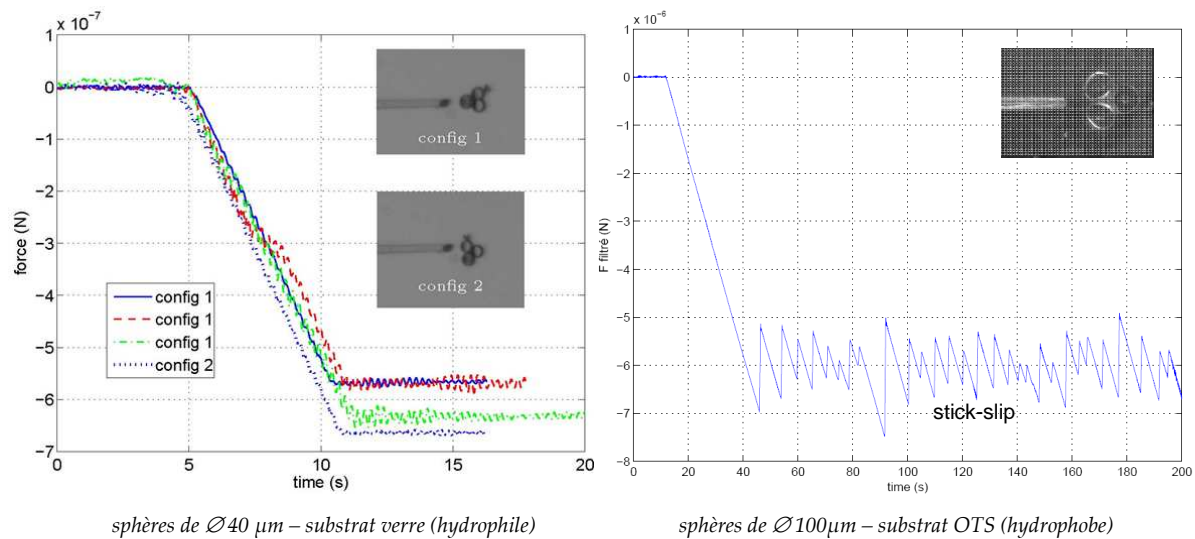 x 10⁻⁷
1
0
−1
−2
−3
−4
−5
−6
−7
force (N)
0
5
10
15
20
time (s)
config 1
config 2
config 1
config 1
config 1
config 2
x 10⁻⁶
1
0
−1
−2
−3
−4
−5
−6
−7
−8
F filtré (N)
stick-slip
0
20
40
60
80
100
120
140
160
180
200
time (s)
sphères de ∅40 μm – substrat verre (hydrophile)
sphères de ∅100μm – substrat OTS (hydrophobe)